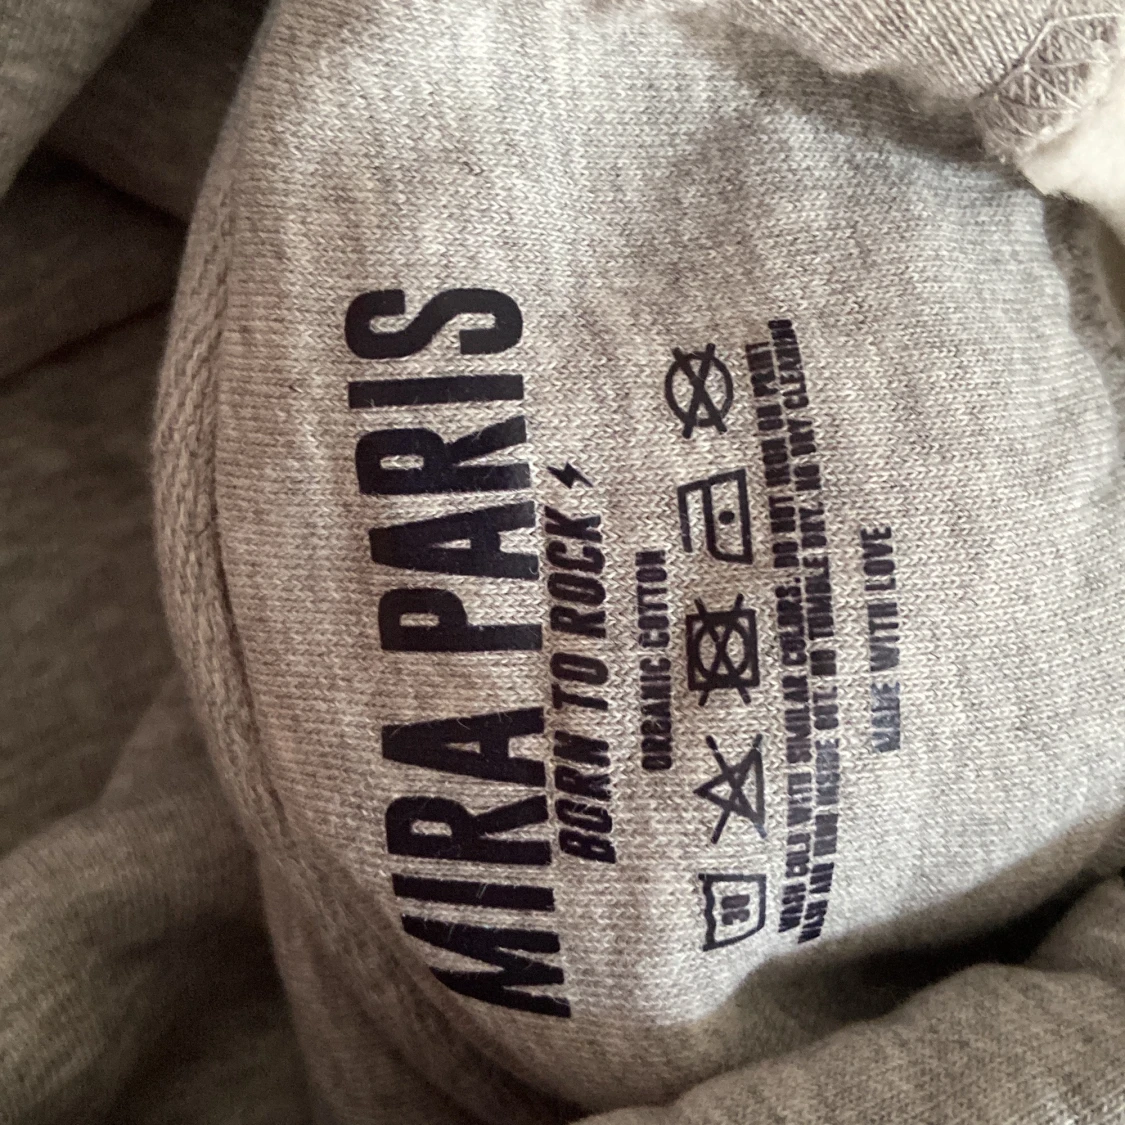 MIRA PARIS
BORN TO ROCK
ORGANIC COTTON
30
WASH COLD WITH SIMILAR COLORS. DO NOT IRON ON PRINT
WASH AND IRON INSIDE OUT. NO TUMBLE DRY. NO DRY CLEANING
MADE WITH LOVE